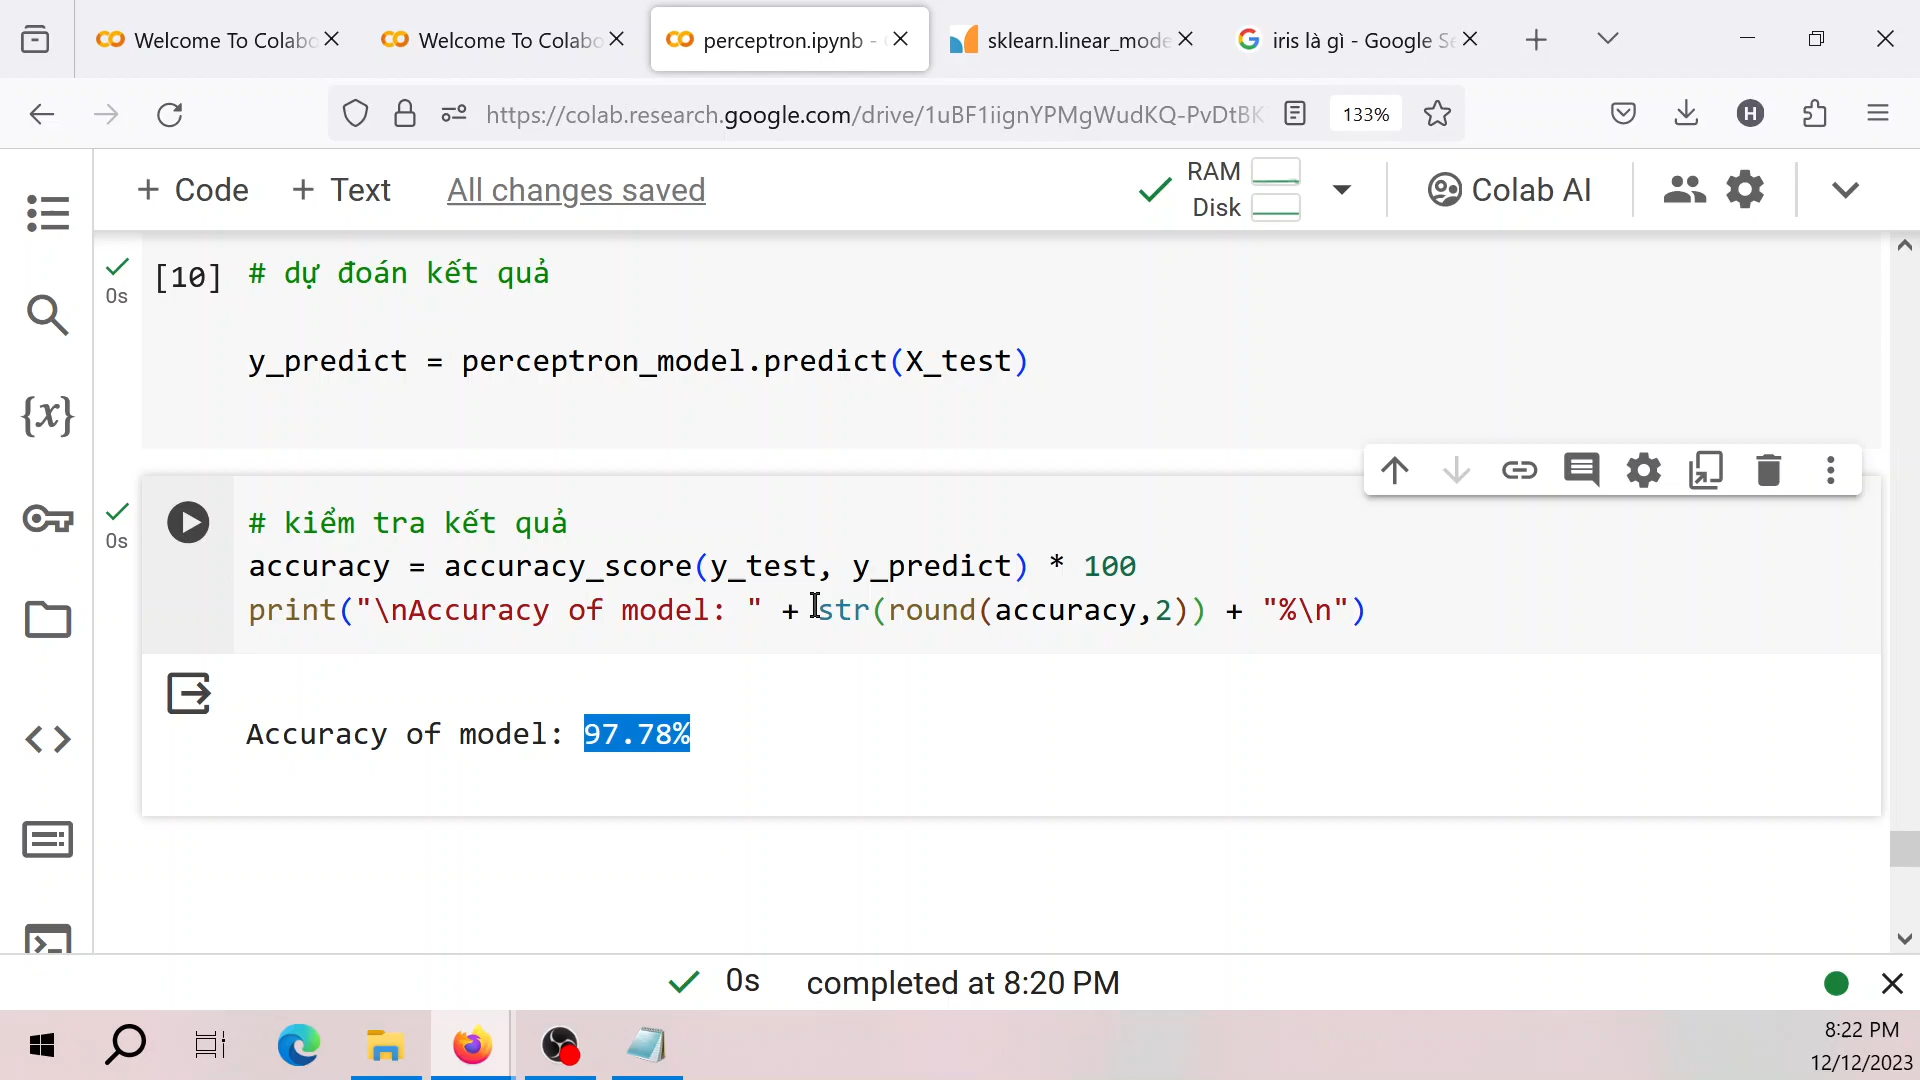 Welcome To Colabo
Welcome To Colabo
perceptron.ipynb -
sklearn.linear_mode
iris là gì - Google Se
https://colab.research.google.com/drive/1uBF1iignYPMgWudKQ-PvDtBK
133%
H
+ Code + Text All changes saved
RAM
Disk
Colab AI
{x}
0s
[10] # dự đoán kết quả
y_predict = perceptron_model.predict(X_test)
0s
# kiểm tra kết quả
accuracy = accuracy_score(y_test, y_predict) * 100
print("\nAccuracy of model: " + str(round(accuracy,2)) + "%\n")
Accuracy of model: 97.78%
0s completed at 8:20 PM
8:22 PM
12/12/2023